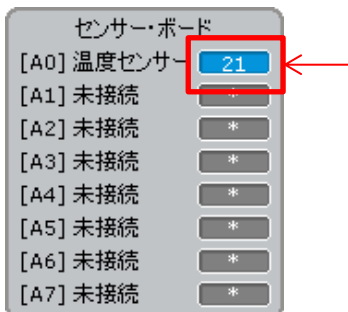 センサー・ボード
[A0] 温度センサー 21
[A1] 未接続 *
[A2] 未接続 *
[A3] 未接続 *
[A4] 未接続 *
[A5] 未接続 *
[A6] 未接続 *
[A7] 未接続 *